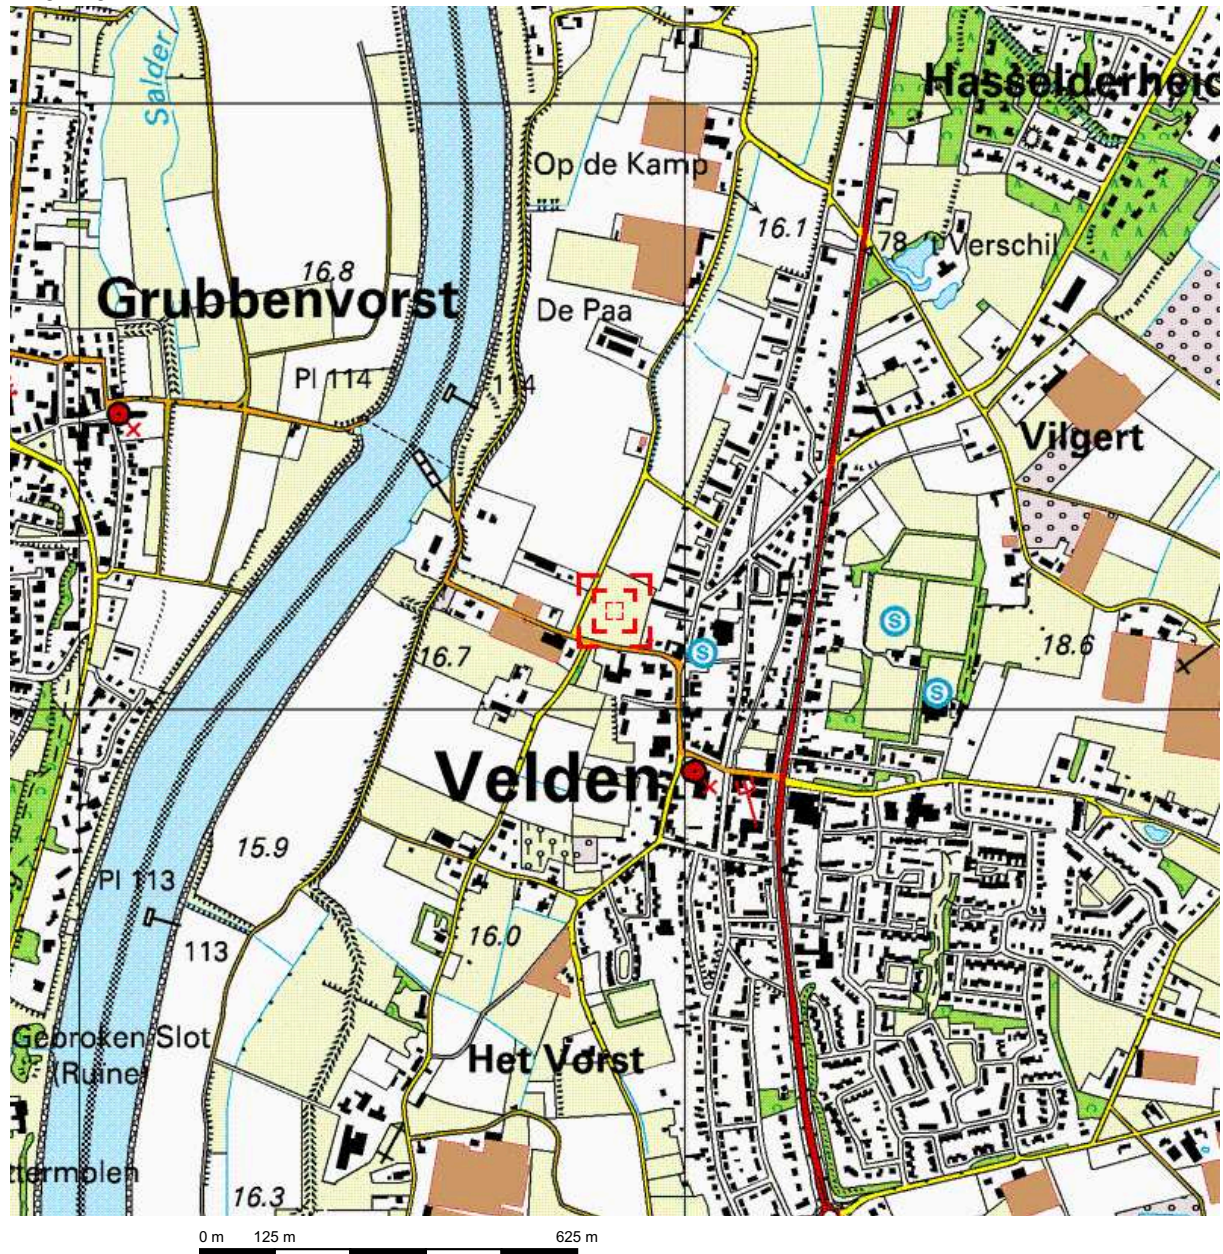 Salder
Hasselderheid
Op de Kamp
16.1
78
't Verschil
16.8
Grubbenvorst
De Paa
Pl 114
114
Vilgert
S
16.7
S
18.6
S
Velden
15.9
Pl 113
113
16.0
Gebroken Slot
(Ruine)
Het Vorst
ttermolen
16.3
0 m 125 m 625 m